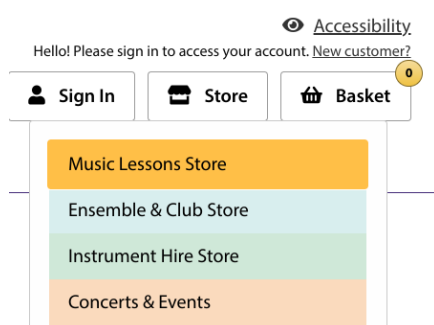 Accessibility
Hello! Please sign in to access your account. New customer?
0
Sign In
Store
Basket
Music Lessons Store
Ensemble & Club Store
Instrument Hire Store
Concerts & Events